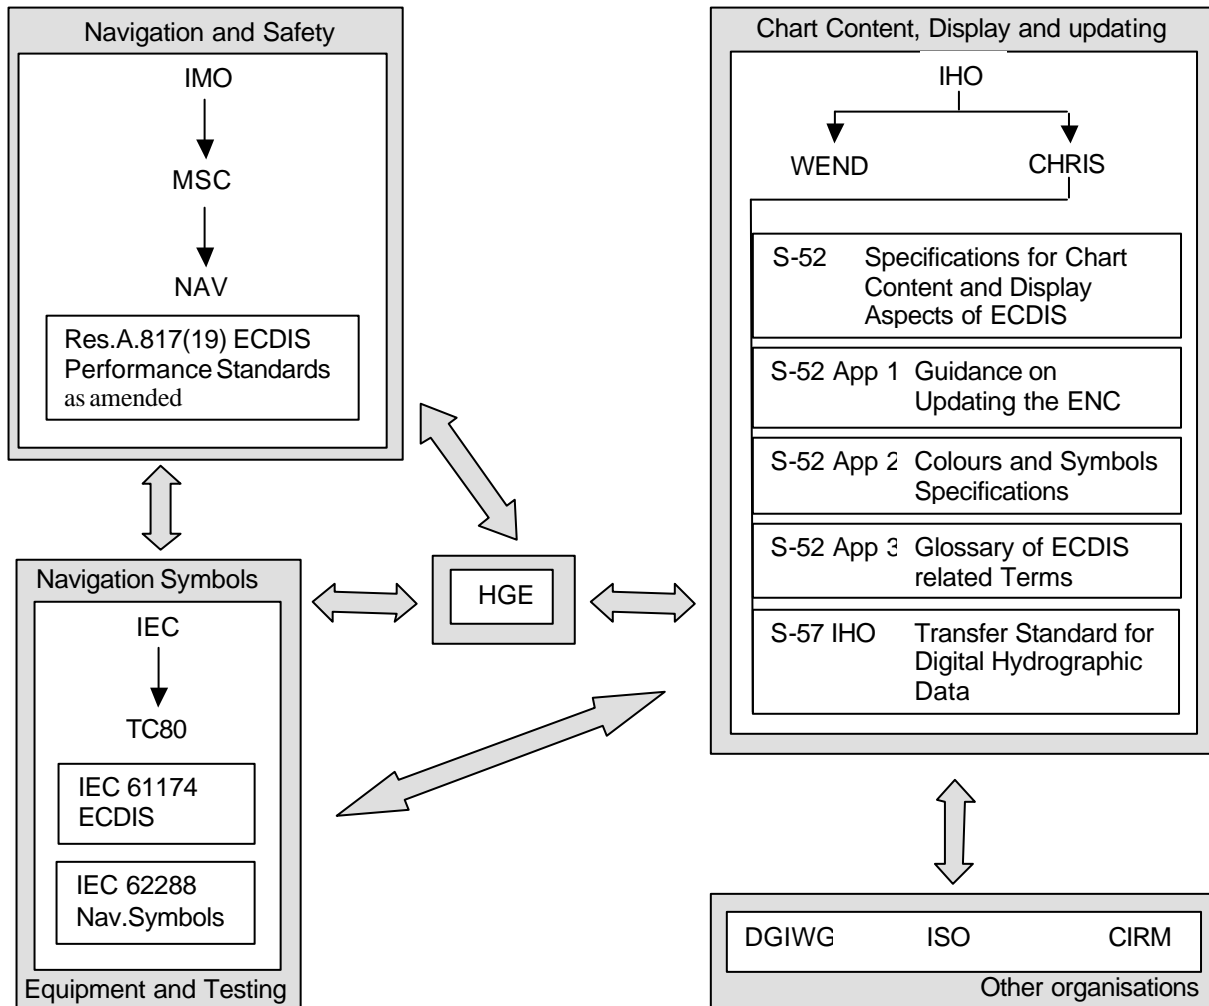 Navigation and Safety
IMO
MSC
NAV
Res.A.817(19) ECDIS
Performance Standards
as amended
Chart Content, Display and updating
IHO
WEND CHRIS
S-52 Specifications for Chart
Content and Display
Aspects of ECDIS
S-52 App 1 Guidance on
Updating the ENC
S-52 App 2 Colours and Symbols
Specifications
S-52 App 3 Glossary of ECDIS
related Terms
S-57 IHO Transfer Standard for
Digital Hydrographic
Data
HGE
Navigation Symbols
IEC
TC80
IEC 61174
ECDIS
IEC 62288
Nav.Symbols
Equipment and Testing
DGIWG ISO CIRM
Other organisations